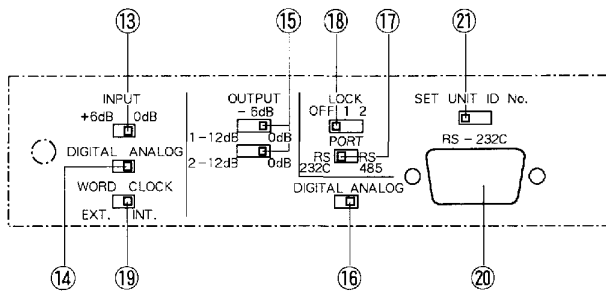 ⑬ ⑮ ⑱ ⑰ ㉑
INPUT
+6dB 0dB
DIGITAL ANALOG
WORD CLOCK
EXT. INT.
OUTPUT
-6dB
1-12dB 0dB
2-12dB 0dB
LOCK
OFF 1 2
PORT
RS RS-
232C 485
DIGITAL ANALOG
SET UNIT ID No.
RS-232C
⑭ ⑲ ⑯ ⑳